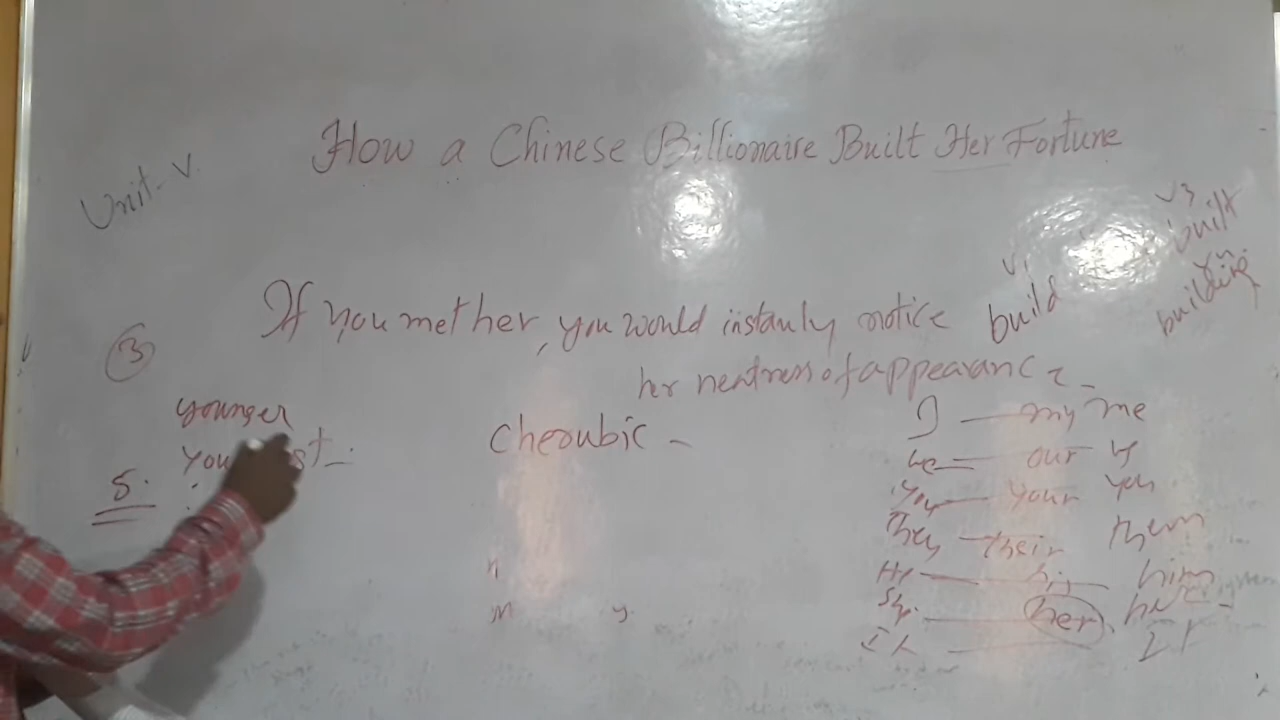 How a Chinese Billionaire Built Her Fortune
Unit - V.
V3
built
V1
build
Vn.
building
If you met her, you would instanly notice
her neatness of appearance
3
younger
Cherubic -
5.
I — my me
we — our us
You — your you
They — their them
He — his him
She — her her
It — It
n
m y